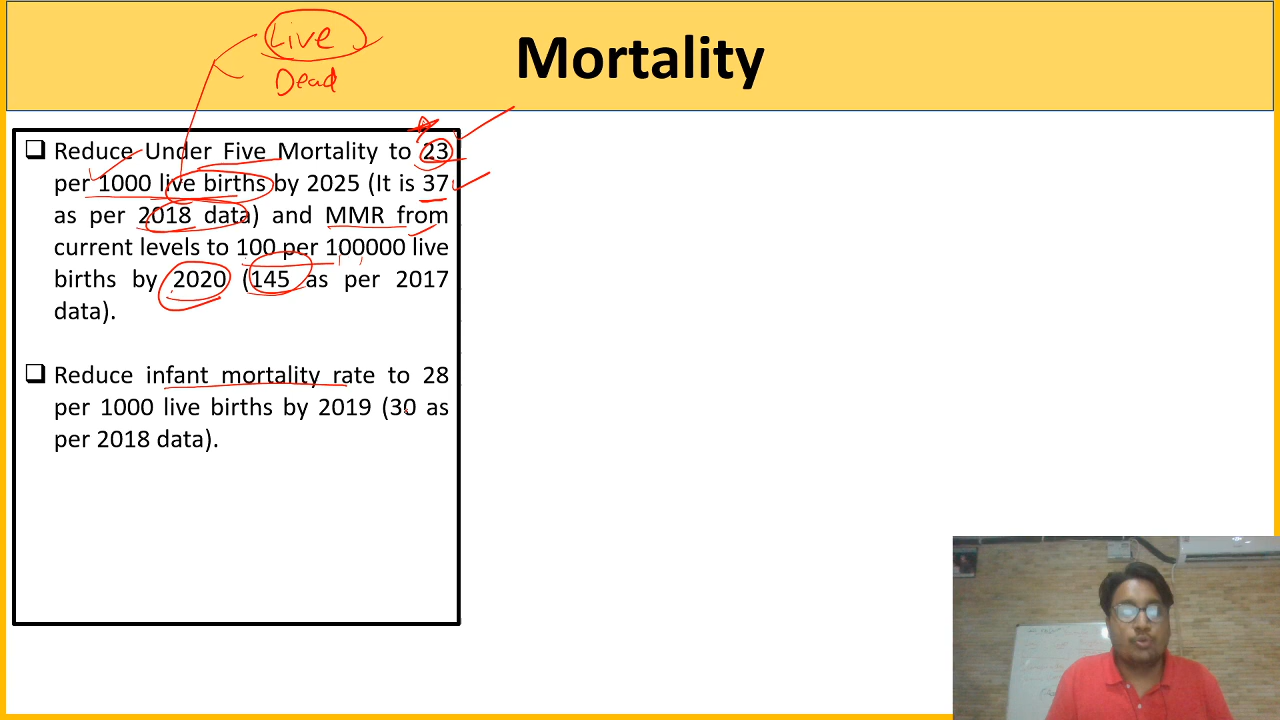 Live
Dead
Mortality
❑ Reduce Under Five Mortality to 23
per 1000 live births by 2025 (It is 37
as per 2018 data) and MMR from
current levels to 100 per 100000 live
births by 2020 (145 as per 2017
data).
❑ Reduce infant mortality rate to 28
per 1000 live births by 2019 (30 as
per 2018 data).